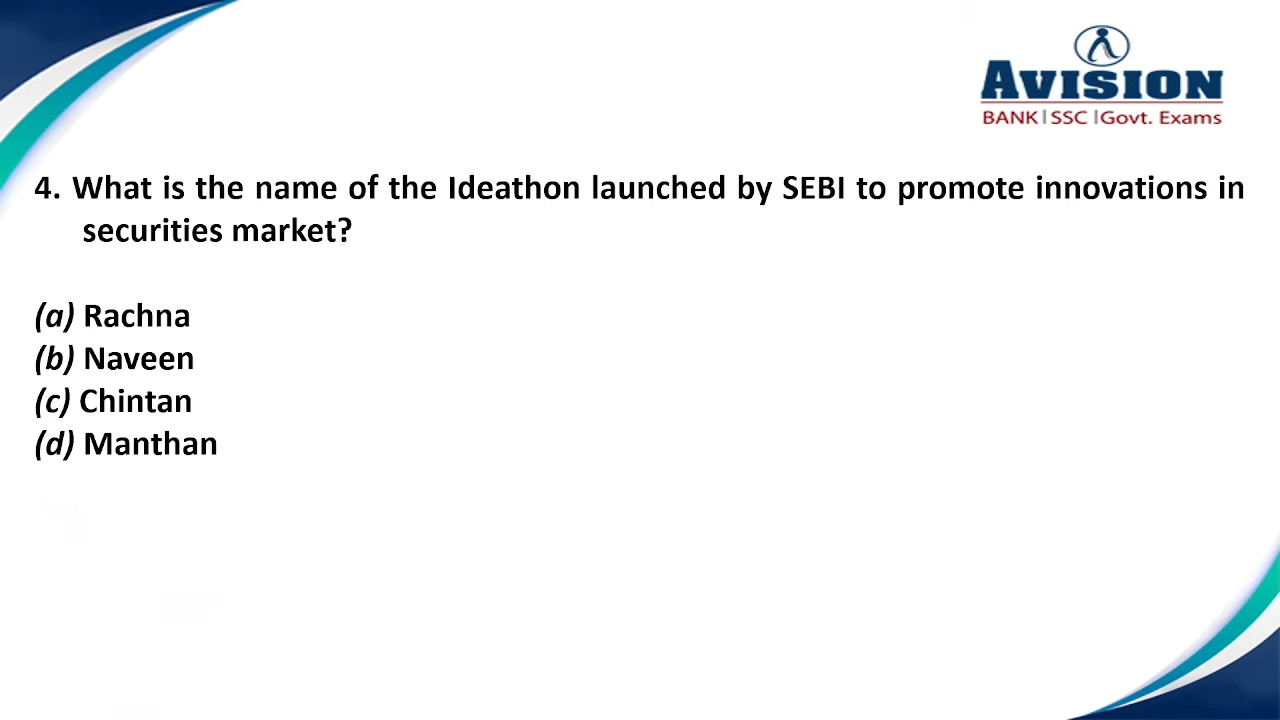 AVISION
BANK | SSC | Govt. Exams
4. What is the name of the Ideathon launched by SEBI to promote innovations in
securities market?
(a) Rachna
(b) Naveen
(c) Chintan
(d) Manthan